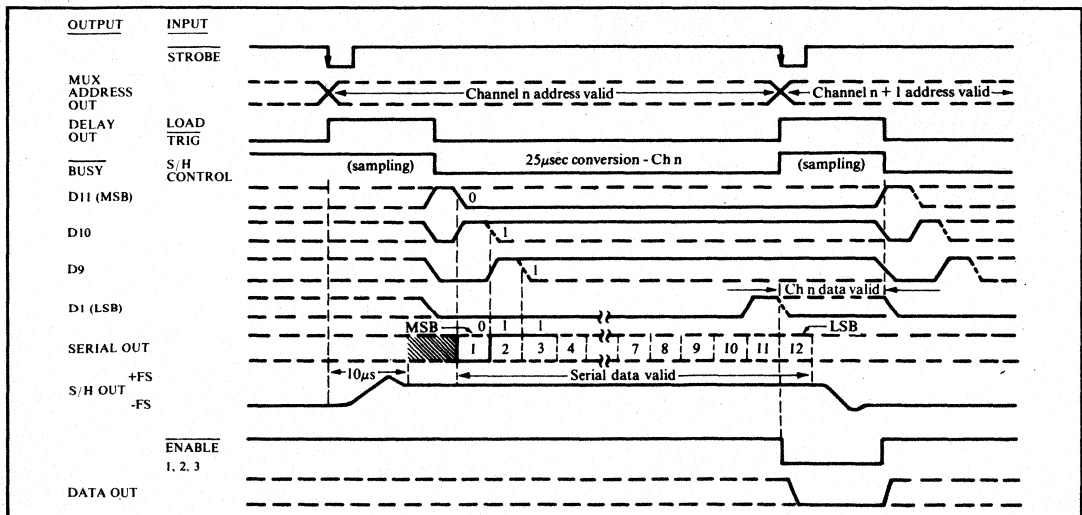 OUTPUT INPUT
STROBE
MUX
ADDRESS
OUT
Channel n address valid
Channel n + 1 address valid
DELAY
OUT
LOAD
TRIG
BUSY
S/H
CONTROL
(sampling)
25μsec conversion - Ch n
(sampling)
D11 (MSB)
0
D10
1
D9
1
Ch n data valid
D1 (LSB)
MSB 0 1 1
LSB
SERIAL OUT
1 2 3 4 7 8 9 10 11 12
10μs
Serial data valid
S/H OUT
+FS
-FS
ENABLE
1, 2, 3
DATA OUT